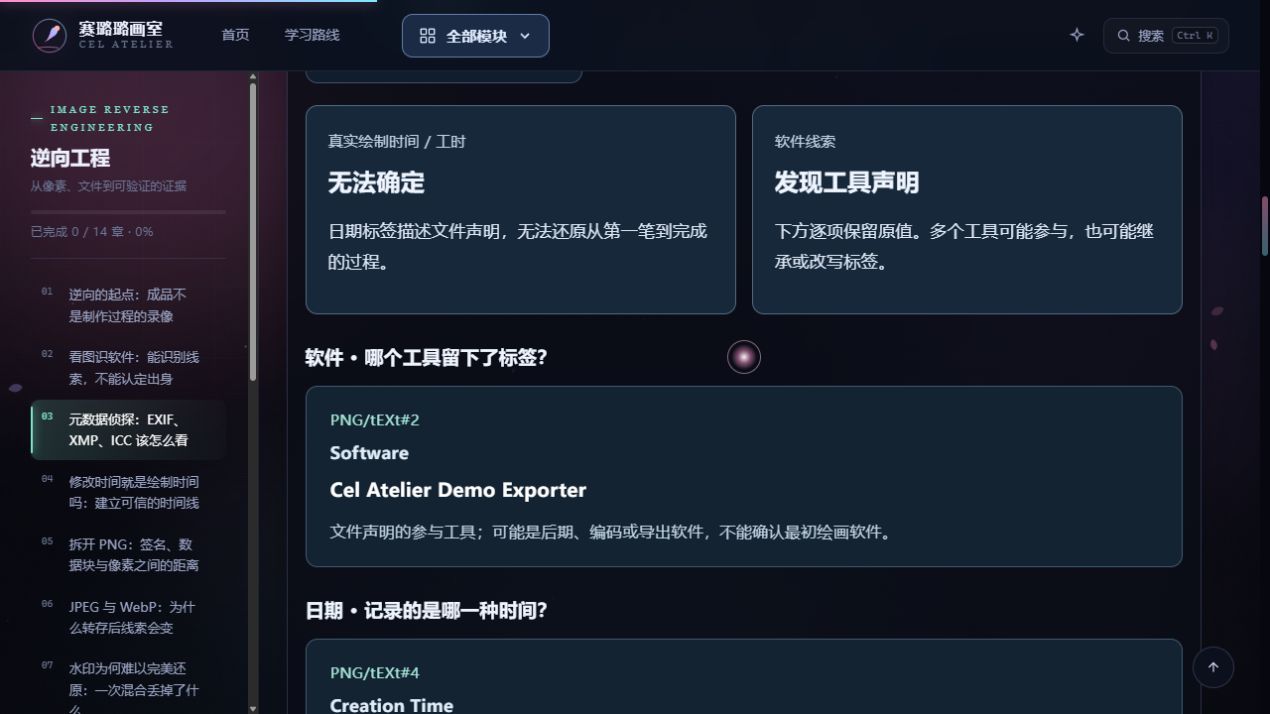 赛璐璐画室
CEL ATELIER
首页
学习路线
全部模块
搜索
Ctrl K
IMAGE REVERSE
ENGINEERING
逆向工程
从像素、文件到可验证的证据
已完成 0 / 14 章 · 0%
01
逆向的起点：成品不
是制作过程的录像
02
看图识软件：能识别线
索，不能认定出身
03
元数据侦探：EXIF、
XMP、ICC 该怎么看
04
修改时间就是绘制时间
吗：建立可信的时间线
05
拆开 PNG：签名、数
据块与像素之间的距离
06
JPEG 与 WebP：为什
么转存后线索会变
07
水印为何难以完美还
原：一次混合丢掉了什
么
真实绘制时间 / 工时
无法确定
日期标签描述文件声明，无法还原从第一笔到完成
的过程。
软件线索
发现工具声明
下方逐项保留原值。多个工具可能参与，也可能继
承或改写标签。
软件 · 哪个工具留下了标签？
PNG/tEXt#2
Software
Cel Atelier Demo Exporter
文件声明的参与工具；可能是后期、编码或导出软件，不能确认最初绘画软件。
日期 · 记录的是哪一种时间？
PNG/tEXt#4
Creation Time